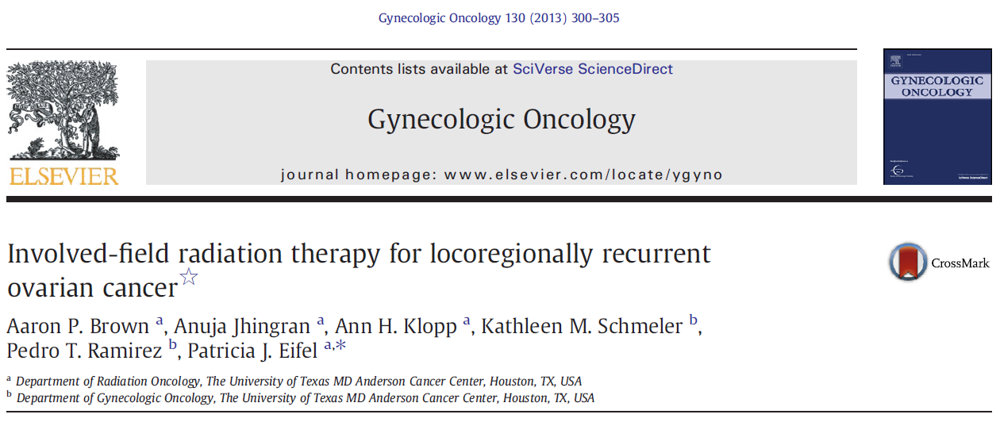 Gynecologic Oncology 130 (2013) 300–305
Contents lists available at SciVerse ScienceDirect
Gynecologic Oncology
journal homepage: www.elsevier.com/locate/ygyno
ELSEVIER
GYNECOLOGIC
ONCOLOGY
Involved-field radiation therapy for locoregionally recurrent
ovarian cancer☆
CrossMark
Aaron P. Brown a, Anuja Jhingran a, Ann H. Klopp a, Kathleen M. Schmeler b,
Pedro T. Ramirez b, Patricia J. Eifel a,*
a Department of Radiation Oncology, The University of Texas MD Anderson Cancer Center, Houston, TX, USA
b Department of Gynecologic Oncology, The University of Texas MD Anderson Cancer Center, Houston, TX, USA